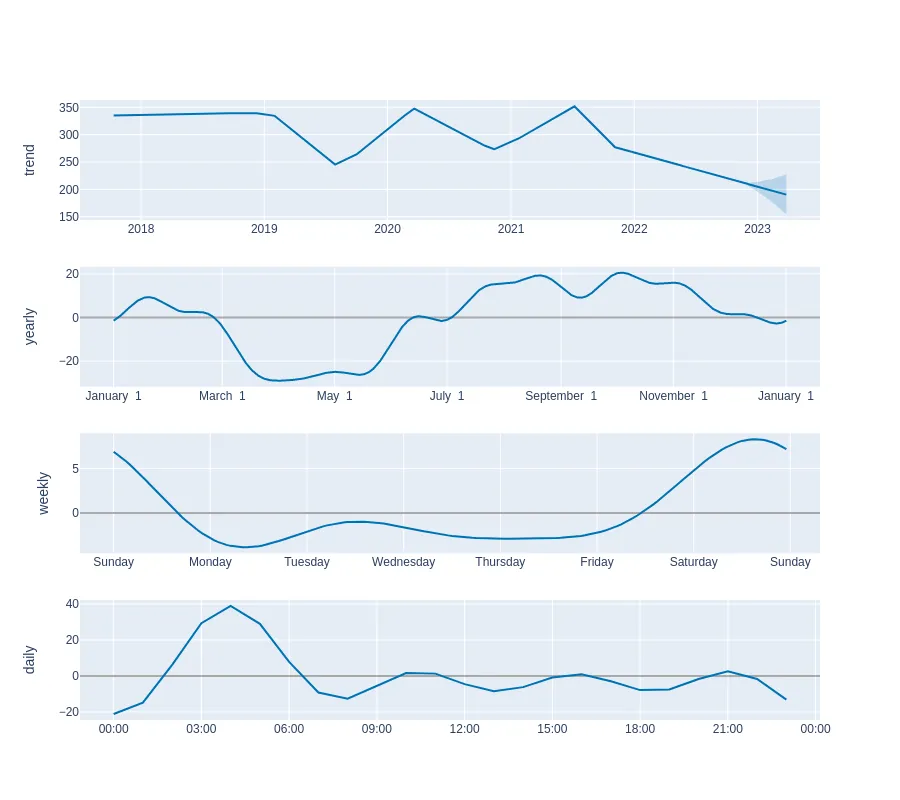 350
300
250
200
150
trend
2018 2019 2020 2021 2022 2023
20
0
−20
yearly
January 1 March 1 May 1 July 1 September 1 November 1 January 1
5
0
weekly
Sunday Monday Tuesday Wednesday Thursday Friday Saturday Sunday
40
20
0
−20
daily
00:00 03:00 06:00 09:00 12:00 15:00 18:00 21:00 00:00